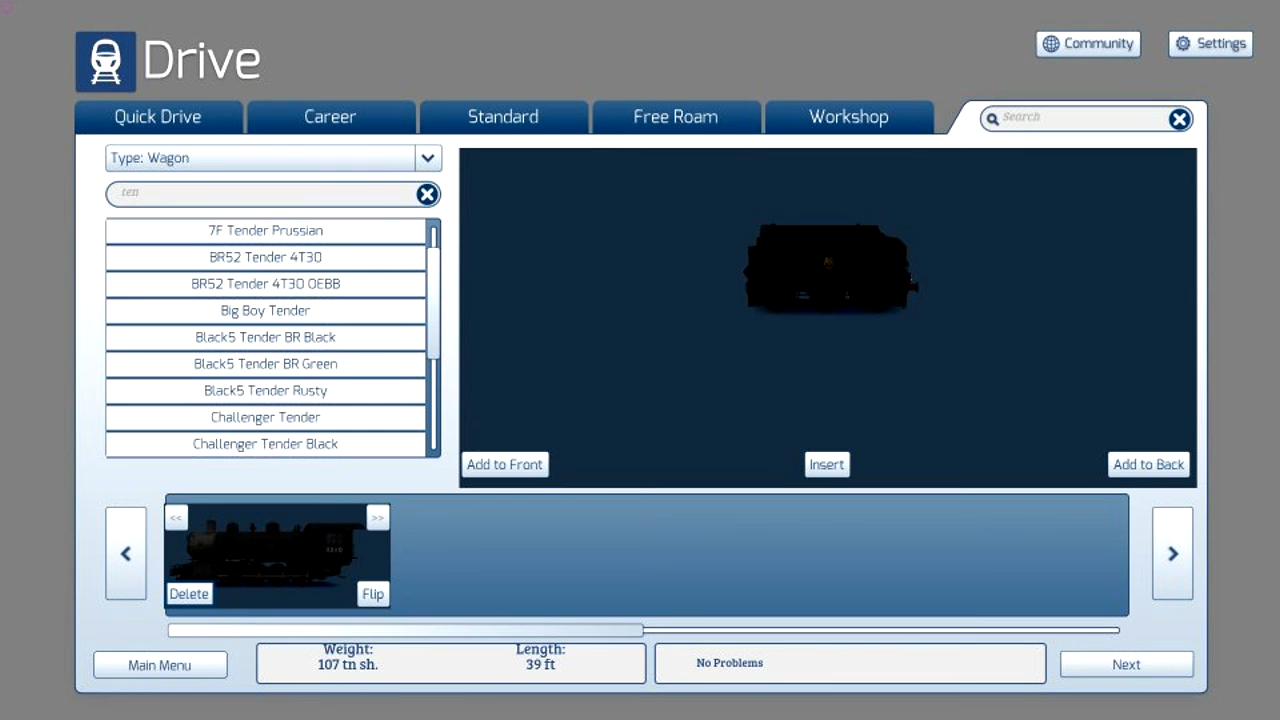 Drive
Community
Settings
Quick Drive
Career
Standard
Free Roam
Workshop
Search
Type: Wagon
ten
7F Tender Prussian
BR52 Tender 4T30
BR52 Tender 4T30 OEBB
Big Boy Tender
Black5 Tender BR Black
Black5 Tender BR Green
Black5 Tender Rusty
Challenger Tender
Challenger Tender Black
Add to Front
Insert
Add to Back
<<
>>
Delete
Flip
Main Menu
Weight:
107 tn sh.
Length:
39 ft
No Problems
Next